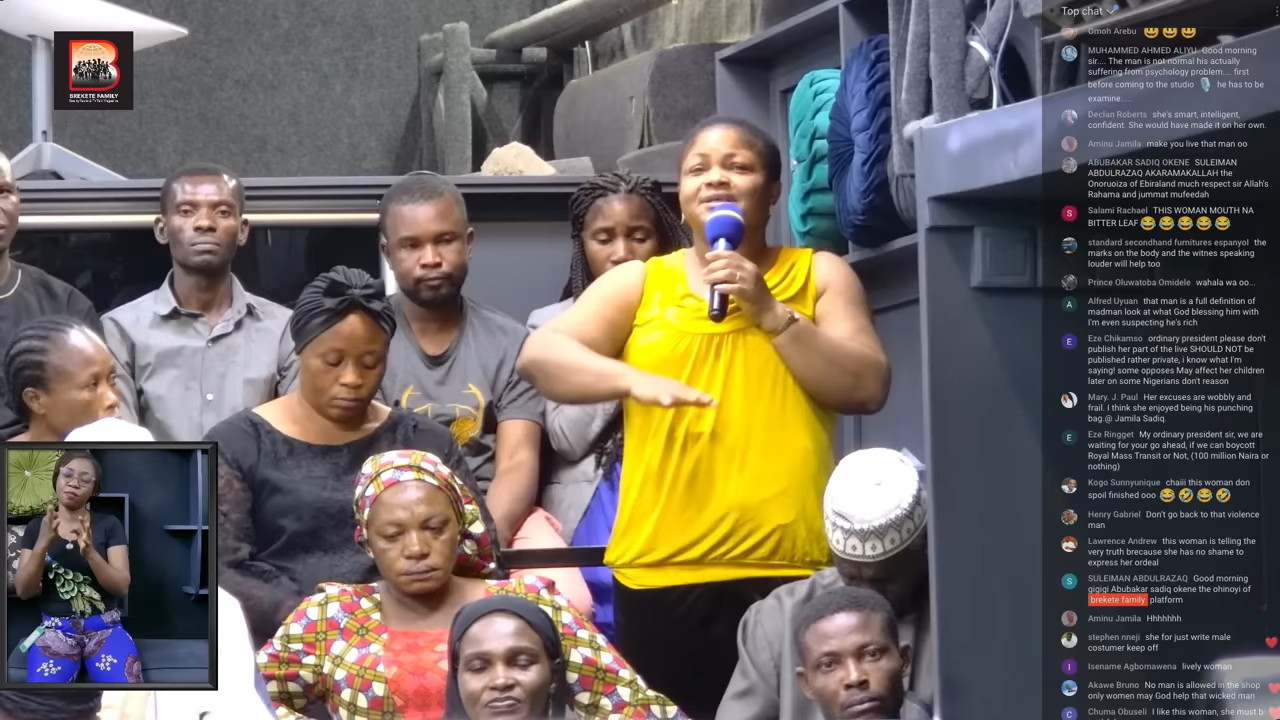 BREKETE FAMILY
Top chat
Omoh Arebu 😃 😃 😃
MUHAMMED AHMED ALIYU Good morning
sir.... The man is not normal his actually
suffering from psychology problem.... first
before coming to the studio 🎙️ he has to be
examine.....
Declan Roberts she's smart, intelligent,
confident. She would have made it on her own.
Aminu Jamila make you live that man oo
ABUBAKAR SADIQ OKENE SULEIMAN
ABDULRAZAQ AKARAMAKALLAH the
Onoruoiza of Ebiraland much respect sir Allah's
Rahama and jummat mufeedah
S
Salami Rachael THIS WOMAN MOUTH NA
BITTER LEAF 😂 😂 😂 😂 😂
standard secondhand furnitures espanyol the
marks on the body and the witnes speaking
louder will help too
Prince Oluwatoba Omidele wahala wa oo...
A
Alfred Uyuan that man is a full definition of
madman look at what God blessing him with
I'm even suspecting he's rich
E
Eze Chikamso ordinary president please don't
publish her part of the live SHOULD NOT be
published rather private, i know what I'm
saying! some opposes May affect her children
later on some Nigerians don't reason
Mary. J. Paul Her excuses are wobbly and
frail. I think she enjoyed being his punching
bag.@ Jamila Sadiq.
E
Eze Ringget My ordinary president sir, we are
waiting for your go ahead, if we can boycott
Royal Mass Transit or Not, (100 million Naira or
nothing)
Kogo Sunnyunique chaiii this woman don
spoil finished ooo 😂 🤣 😂 🤣
Henry Gabriel Don't go back to that violence
man
Lawrence Andrew this woman is telling the
very truth brecause she has no shame to
express her ordeal
S
SULEIMAN ABDULRAZAQ Good morning
gigigi Abubakar sadiq okene the ohinoyi of
brekete family platform
Aminu Jamila Hhhhhhh
stephen nneji she for just write male
costumer keep off
I
Isename Agbomawena lively woman
Akawe Bruno No man is allowed in the shop
only women may God help that wicked man
C
Chuma Obuseli I like this woman, she must b